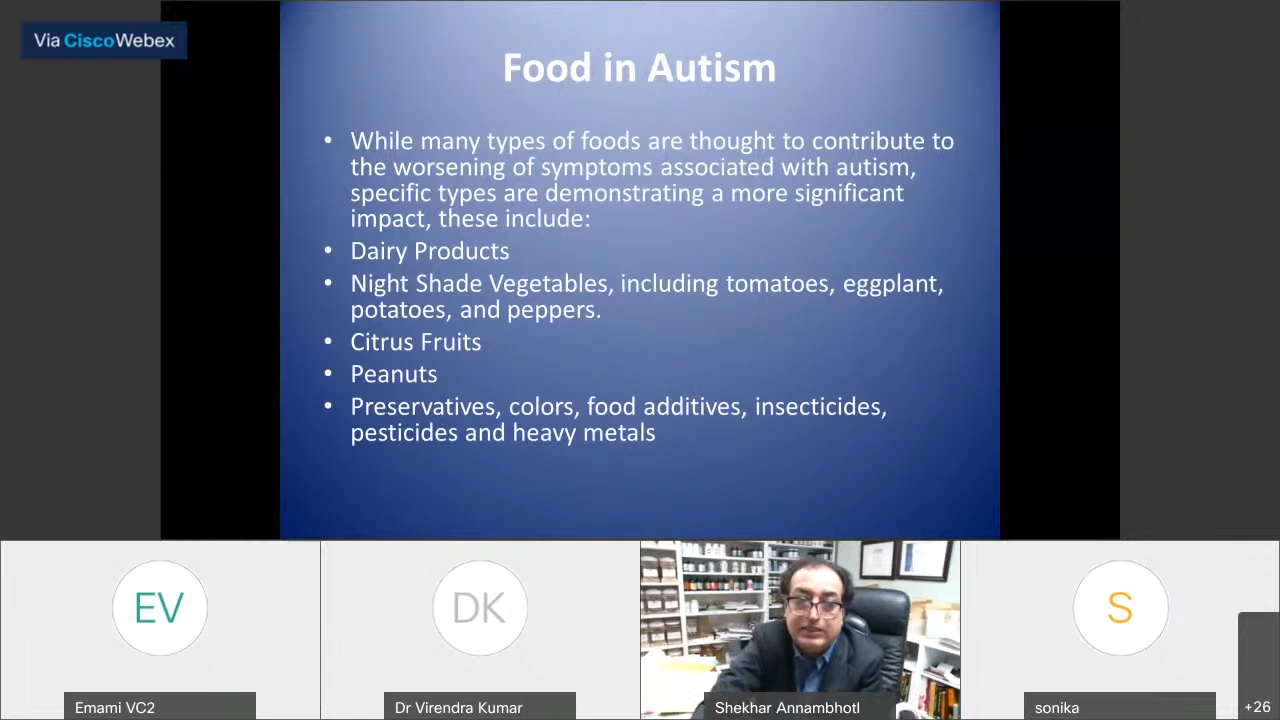 Via CiscoWebex
Food in Autism
• While many types of foods are thought to contribute to
the worsening of symptoms associated with autism,
specific types are demonstrating a more significant
impact, these include:
• Dairy Products
• Night Shade Vegetables, including tomatoes, eggplant,
potatoes, and peppers.
• Citrus Fruits
• Peanuts
• Preservatives, colors, food additives, insecticides,
pesticides and heavy metals
EV
DK
S
Emami VC2
Dr Virendra Kumar
Shekhar Annambhotl
sonika
+26